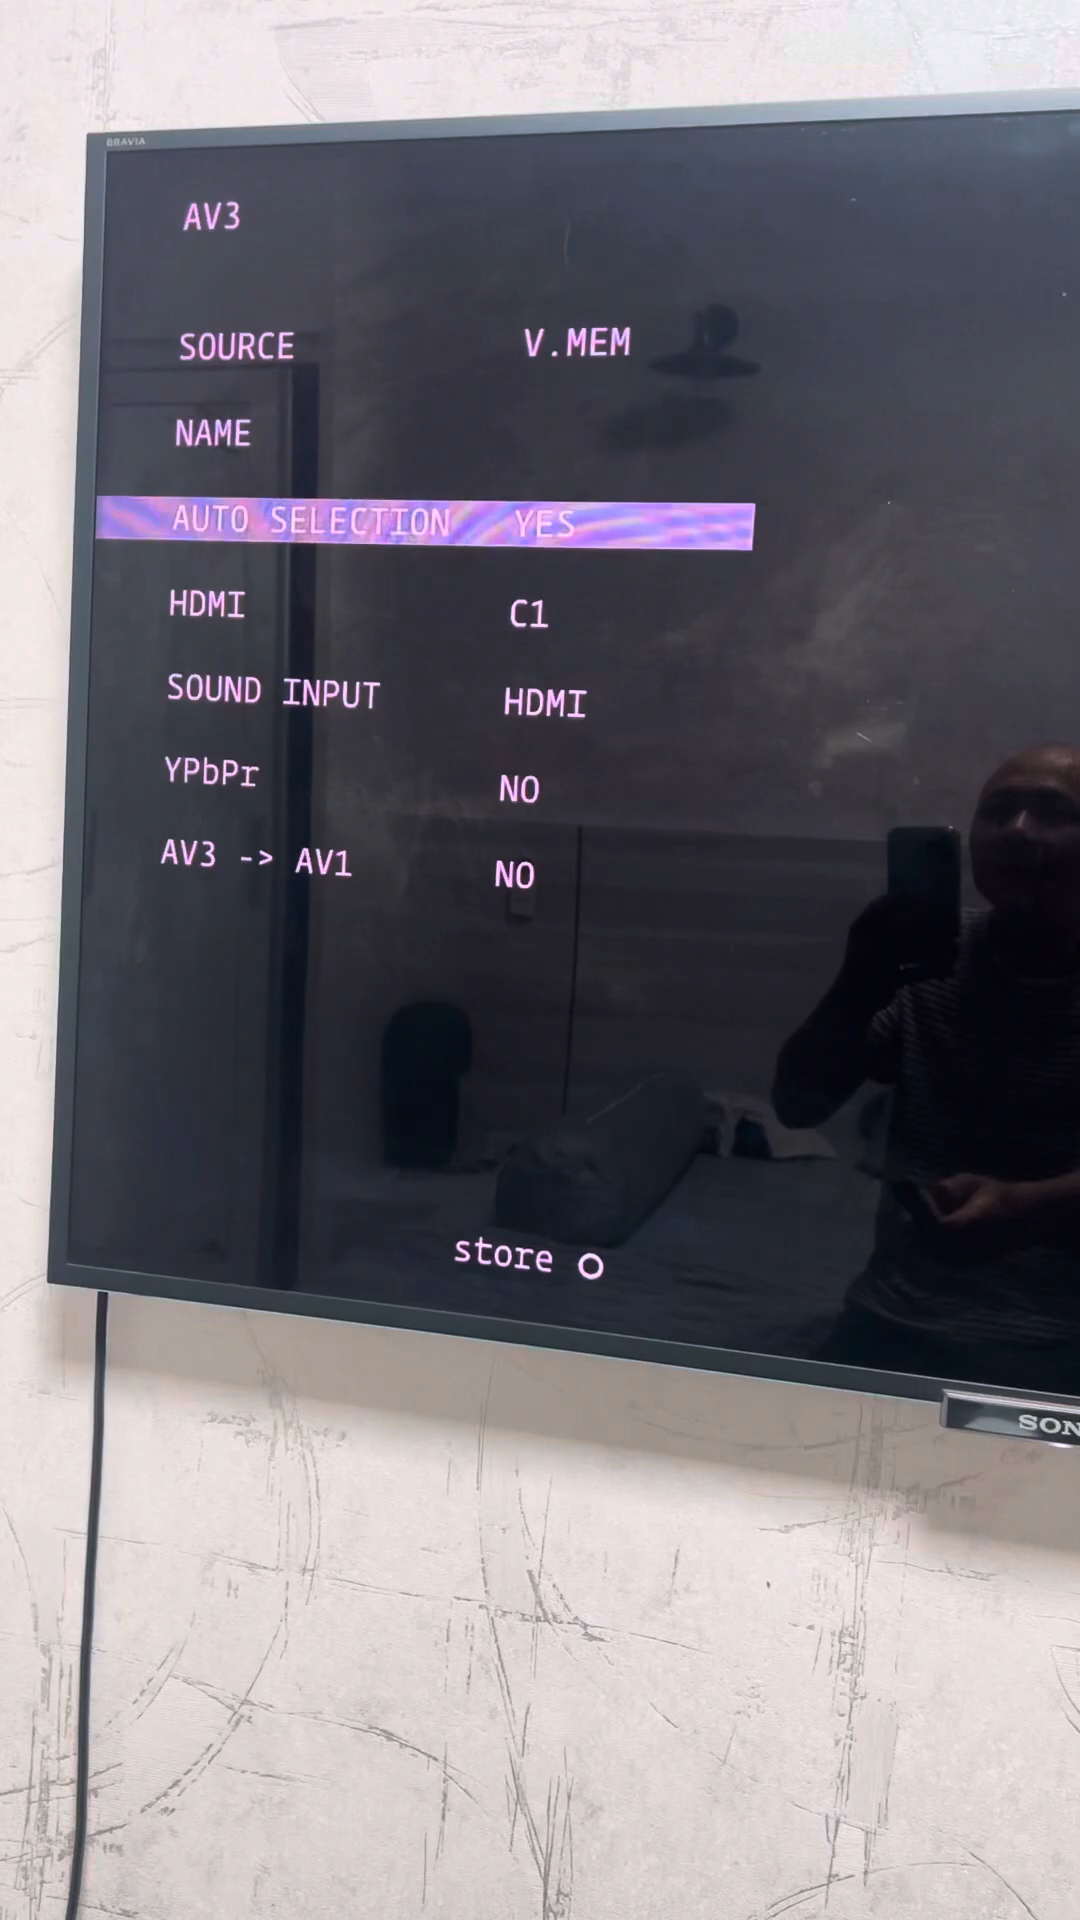 BRAVIA
AV3
SOURCE V.MEM
NAME
AUTO SELECTION YES
HDMI C1
SOUND INPUT HDMI
YPbPr NO
AV3 -> AV1 NO
store O
SON